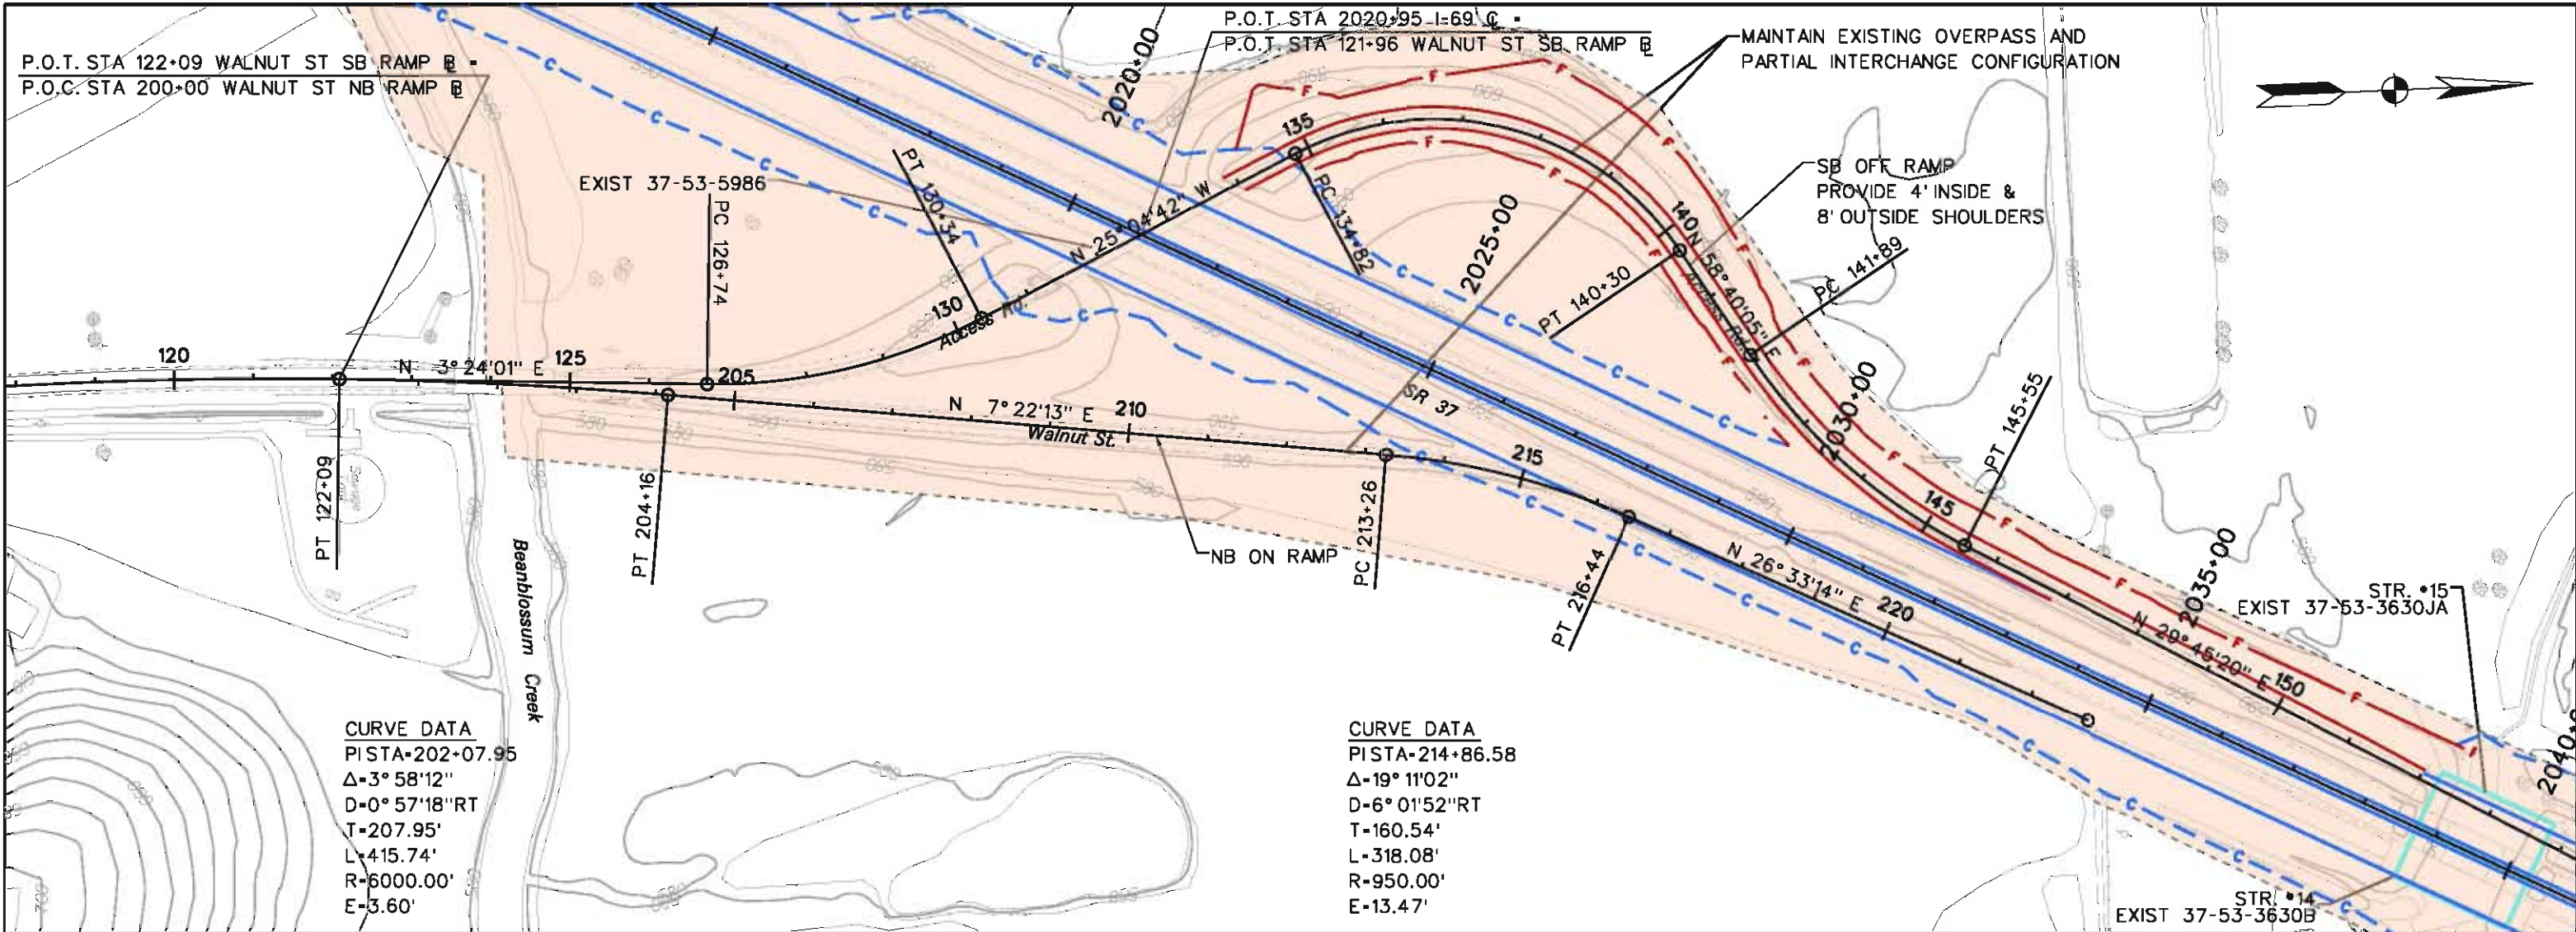 P.O.T. STA 122+09 WALNUT ST SB RAMP ℄ =
P.O.C. STA 200+00 WALNUT ST NB RAMP
P.O.T. STA 2020+95 I-69 ℄ =
P.O.T. STA 121+96 WALNUT ST SB RAMP
MAINTAIN EXISTING OVERPASS AND
PARTIAL INTERCHANGE CONFIGURATION
2020+00
EXIST 37-53-5986
PT 130+34
PC 126+74
N 25°04'42" W
135
PC 134+82
2025+00
SB OFF RAMP
PROVIDE 4' INSIDE &
8' OUTSIDE SHOULDERS
140
N 58°40'05" E
Access Rd.
PC 141+89
PT 140+30
130
Access Rd.
120
N 3°24'01" E
125
205
N 7°22'13" E
210
Walnut St.
SR 37
215
2030+00
PT 145+55
145
PT 122+09
PT 204+16
PC 213+26
NB ON RAMP
PT 216+44
N 26°33'14" E
220
2035+00
N 29°45'20" E
150
STR. #15
EXIST 37-53-3630JA
2040+
Beanblossum Creek
CURVE DATA
PI STA=202+07.95
Δ=3°58'12"
D=0°57'18"RT
T=207.95'
L=415.74'
R=6000.00'
E=3.60'
CURVE DATA
PI STA=214+86.58
Δ=19°11'02"
D=6°01'52"RT
T=160.54'
L=318.08'
R=950.00'
E=13.47'
STR. #14
EXIST 37-53-3630B